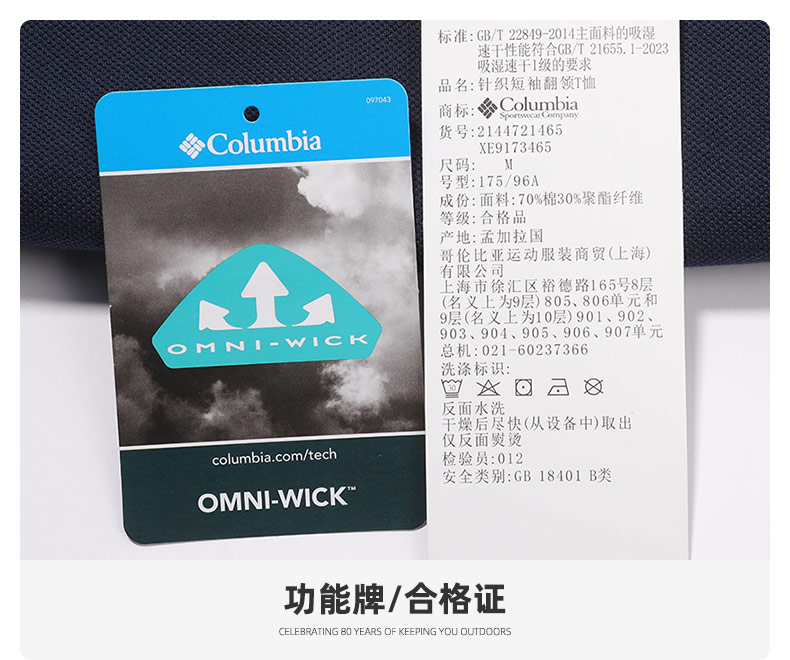 097043
Columbia
OMNI-WICK
columbia.com/tech
OMNI-WICK™
标准:GB/T 22849-2014主面料的吸湿
速干性能符合GB/T 21655.1-2023
吸湿速干I级的要求
品名:针织短袖翻领T恤
商标:Columbia
Sportswear Company
货号:2144721465
XE9173465
尺码: M
号型:175/96A
成份:面料:70%棉30%聚酯纤维
等级:合格品
产地:孟加拉国
哥伦比亚运动服装商贸(上海)
有限公司
上海市徐汇区裕德路165号8层
(名义上为9层)805、806单元和
9层(名义上为10层)901、902、
903、904、905、906、907单元
总机:021-60237366
洗涤标识:
30
反面水洗
干燥后尽快(从设备中)取出
仅反面熨烫
检验员:012
安全类别:GB 18401 B类
功能牌/合格证
CELEBRATING 80 YEARS OF KEEPING YOU OUTDOORS